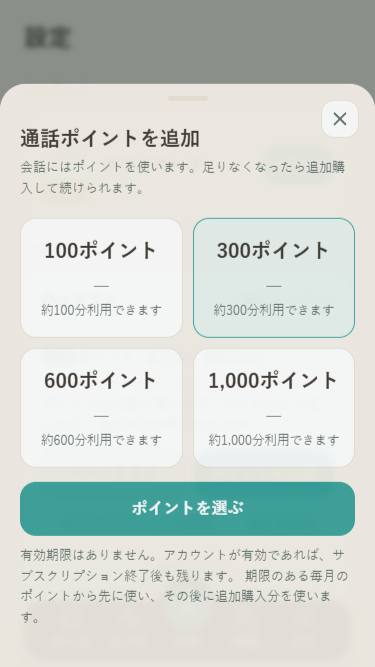 設定
通話ポイントを追加
会話にはポイントを使います。足りなくなったら追加購
入して続けられます。
100ポイント
—
約100分利用できます
300ポイント
—
約300分利用できます
600ポイント
—
約600分利用できます
1,000ポイント
—
約1,000分利用できます
ポイントを選ぶ
有効期限はありません。アカウントが有効であれば、サ
ブスクリプション終了後も残ります。 期限のある毎月の
ポイントから先に使い、その後に追加購入分を使いま
す。